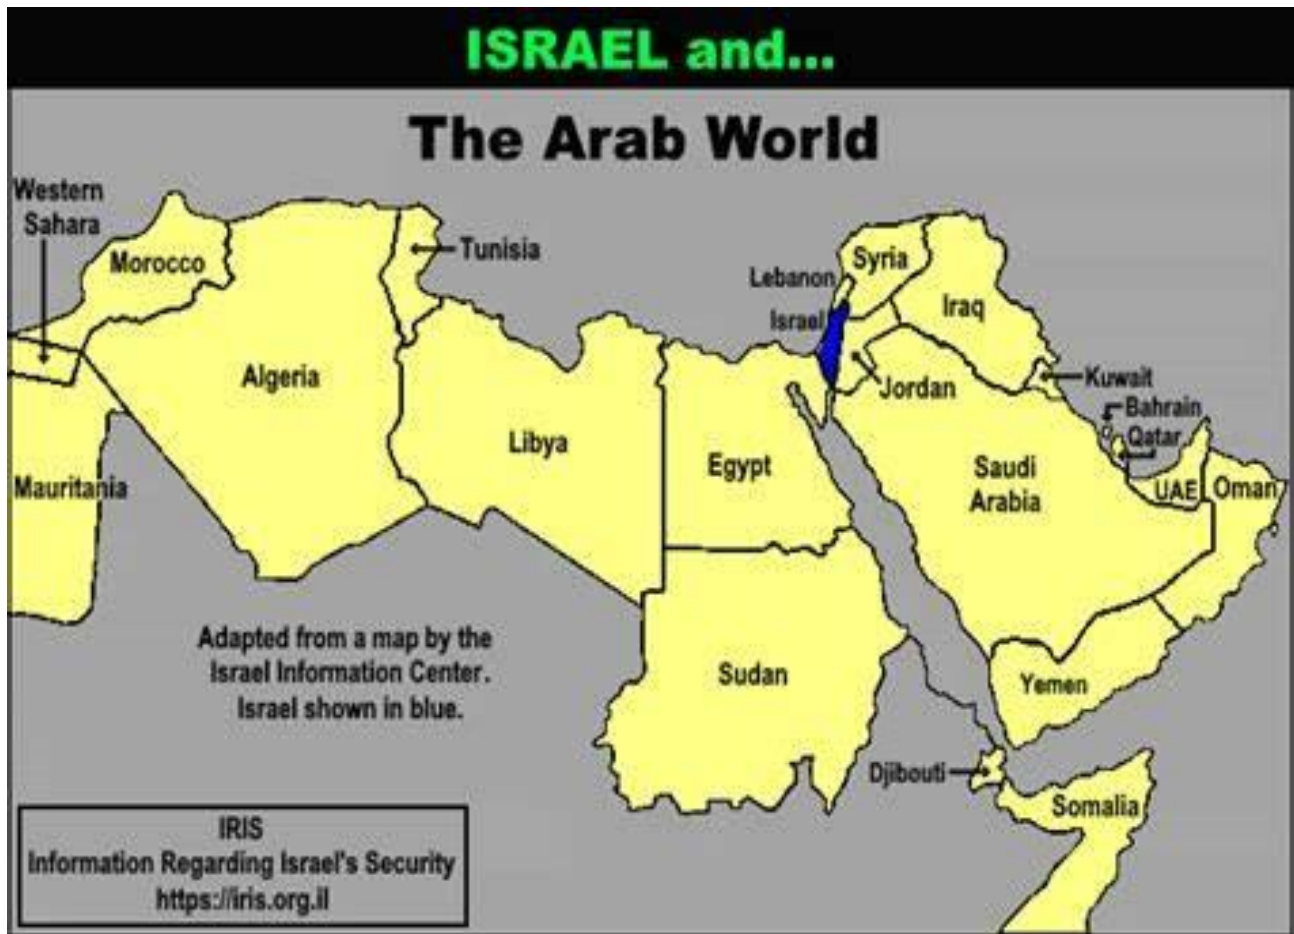 ISRAEL and...
The Arab World
Western
Sahara
Morocco
Tunisia
Algeria
Libya
Egypt
Mauritania
Lebanon
Syria
Israel
Iraq
Jordan
Kuwait
Bahrain
Qatar
Saudi
Arabia
UAE
Oman
Sudan
Yemen
Djibouti
Somalia
Adapted from a map by the
Israel Information Center.
Israel shown in blue.
IRIS
Information Regarding Israel's Security
https://iris.org.il